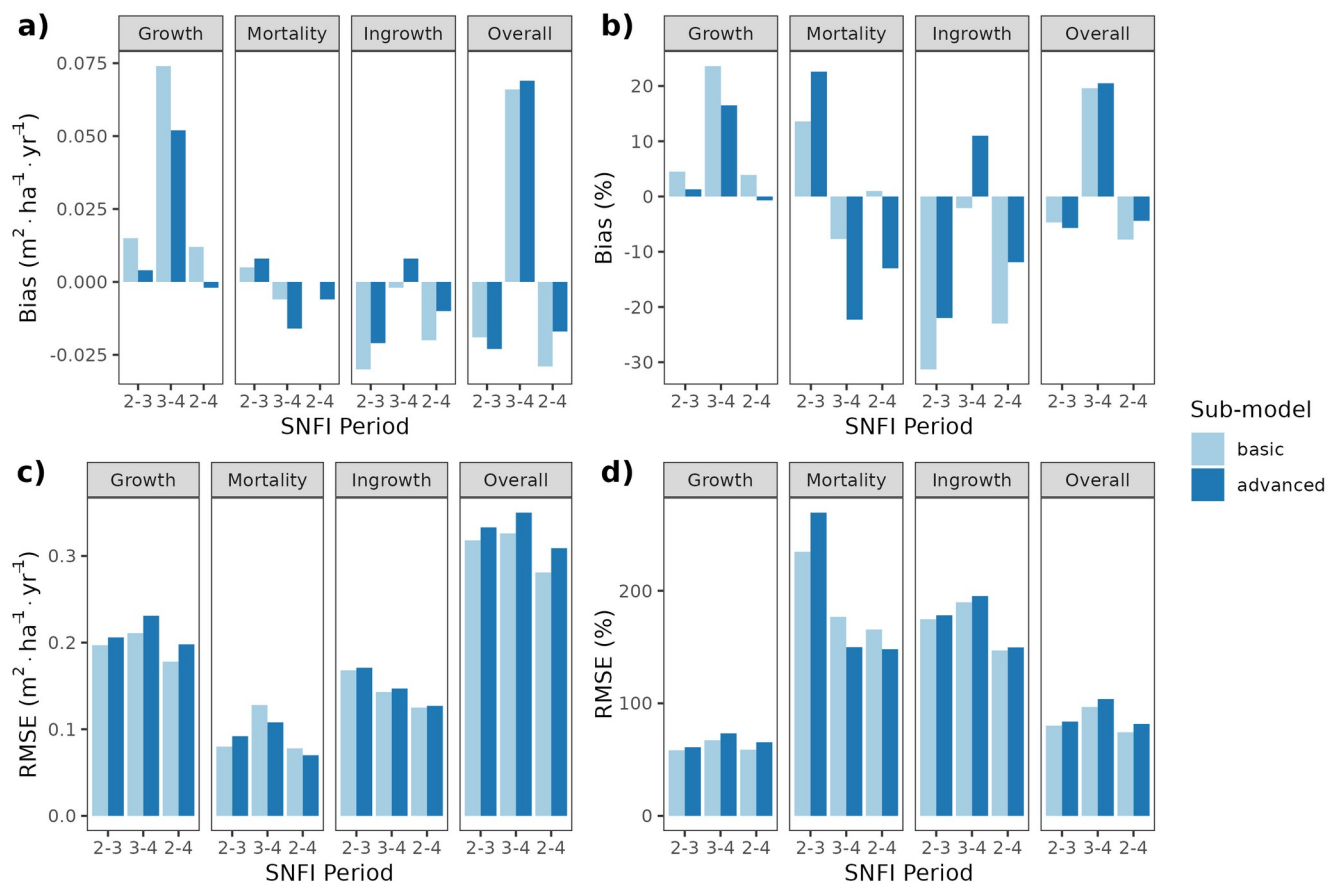 a)
Growth Mortality Ingrowth Overall
Bias (m² · ha⁻¹ · yr⁻¹)
0.075
0.050
0.025
0.000
-0.025
2-3 3-4 2-4 2-3 3-4 2-4 2-3 3-4 2-4 2-3 3-4 2-4
SNFI Period
b)
Growth Mortality Ingrowth Overall
Bias (%)
20
10
0
-10
-20
-30
2-3 3-4 2-4 2-3 3-4 2-4 2-3 3-4 2-4 2-3 3-4 2-4
SNFI Period
Sub-model
basic
advanced
c)
Growth Mortality Ingrowth Overall
RMSE (m² · ha⁻¹ · yr⁻¹)
0.3
0.2
0.1
0.0
2-3 3-4 2-4 2-3 3-4 2-4 2-3 3-4 2-4 2-3 3-4 2-4
SNFI Period
d)
Growth Mortality Ingrowth Overall
RMSE (%)
200
100
0
2-3 3-4 2-4 2-3 3-4 2-4 2-3 3-4 2-4 2-3 3-4 2-4
SNFI Period